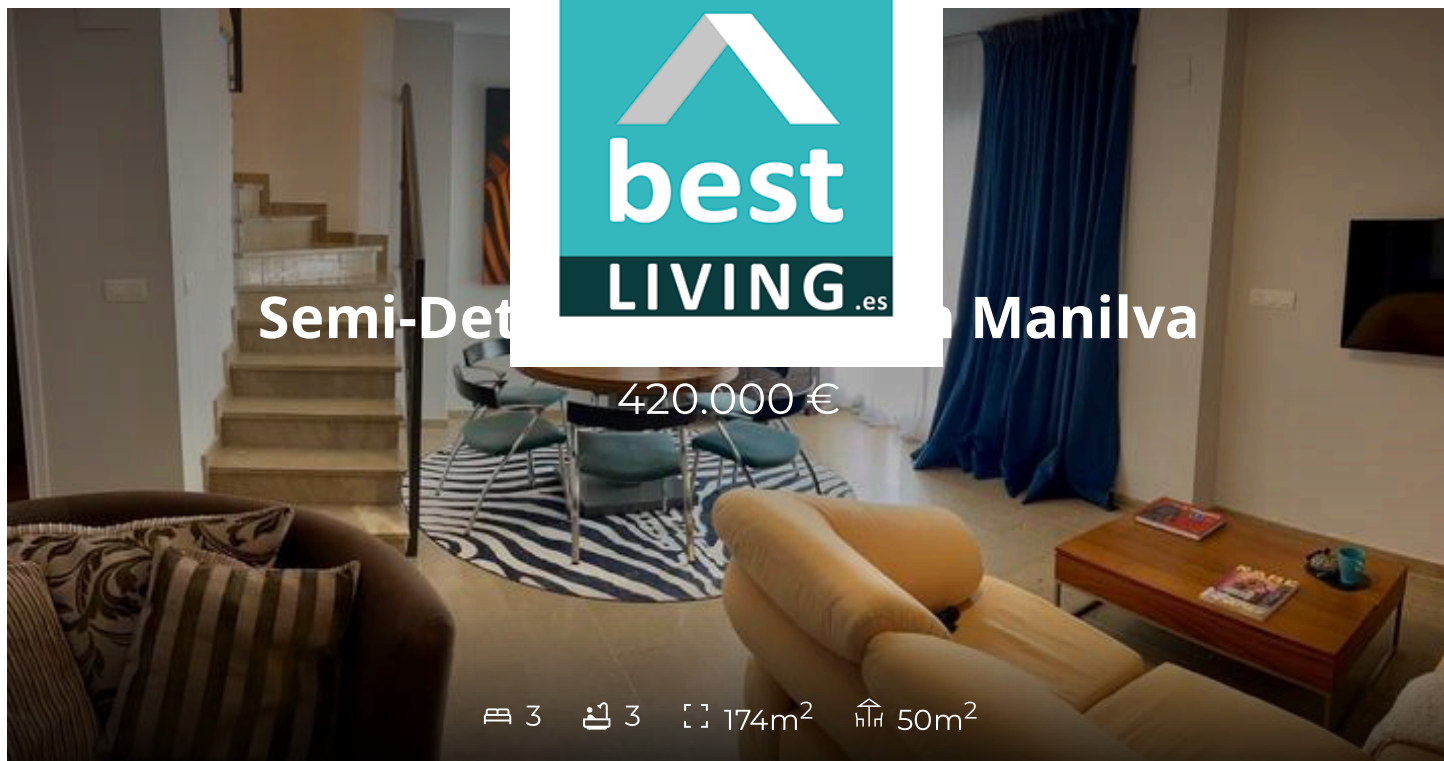 best
LIVING.es
Semi-Det Manilva
420.000 €
3 3 174m² 50m²